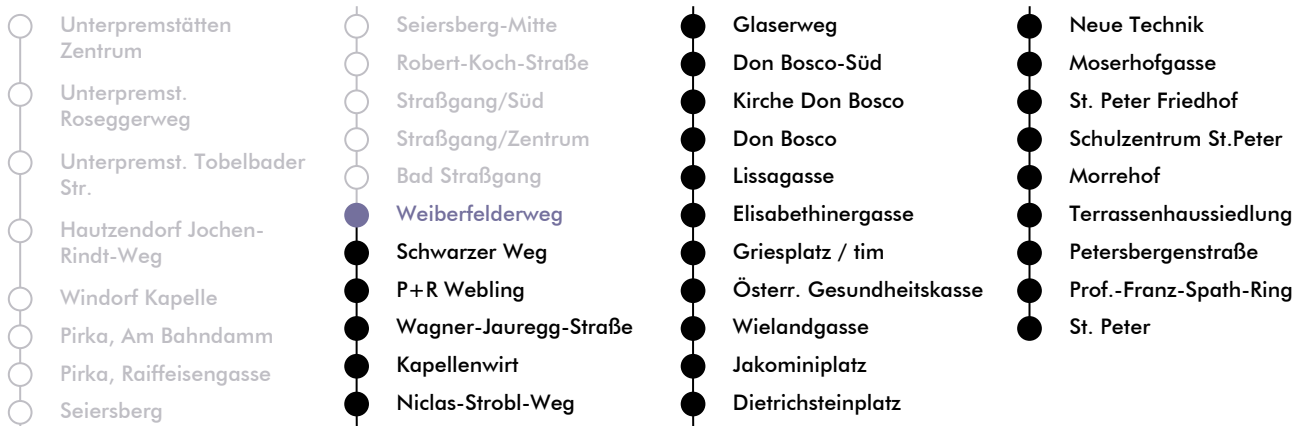 Unterpremstätten
Zentrum
Unterpremst.
Roseggerweg
Unterpremst. Tobelbader
Str.
Hautzendorf Jochen-
Rindt-Weg
Windorf Kapelle
Pirka, Am Bahndamm
Pirka, Raiffeisengasse
Seiersberg
Seiersberg-Mitte
Robert-Koch-Straße
Straßgang/Süd
Straßgang/Zentrum
Bad Straßgang
Weiberfelderweg
Schwarzer Weg
P+R Webling
Wagner-Jauregg-Straße
Kapellenwirt
Niclas-Strobl-Weg
Glaserweg
Don Bosco-Süd
Kirche Don Bosco
Don Bosco
Lissagasse
Elisabethinergasse
Griesplatz / tim
Österr. Gesundheitskasse
Wielandgasse
Jakominiplatz
Dietrichsteinplatz
Neue Technik
Moserhofgasse
St. Peter Friedhof
Schulzentrum St.Peter
Morrehof
Terrassenhaussiedlung
Petersbergenstraße
Prof.-Franz-Spath-Ring
St. Peter